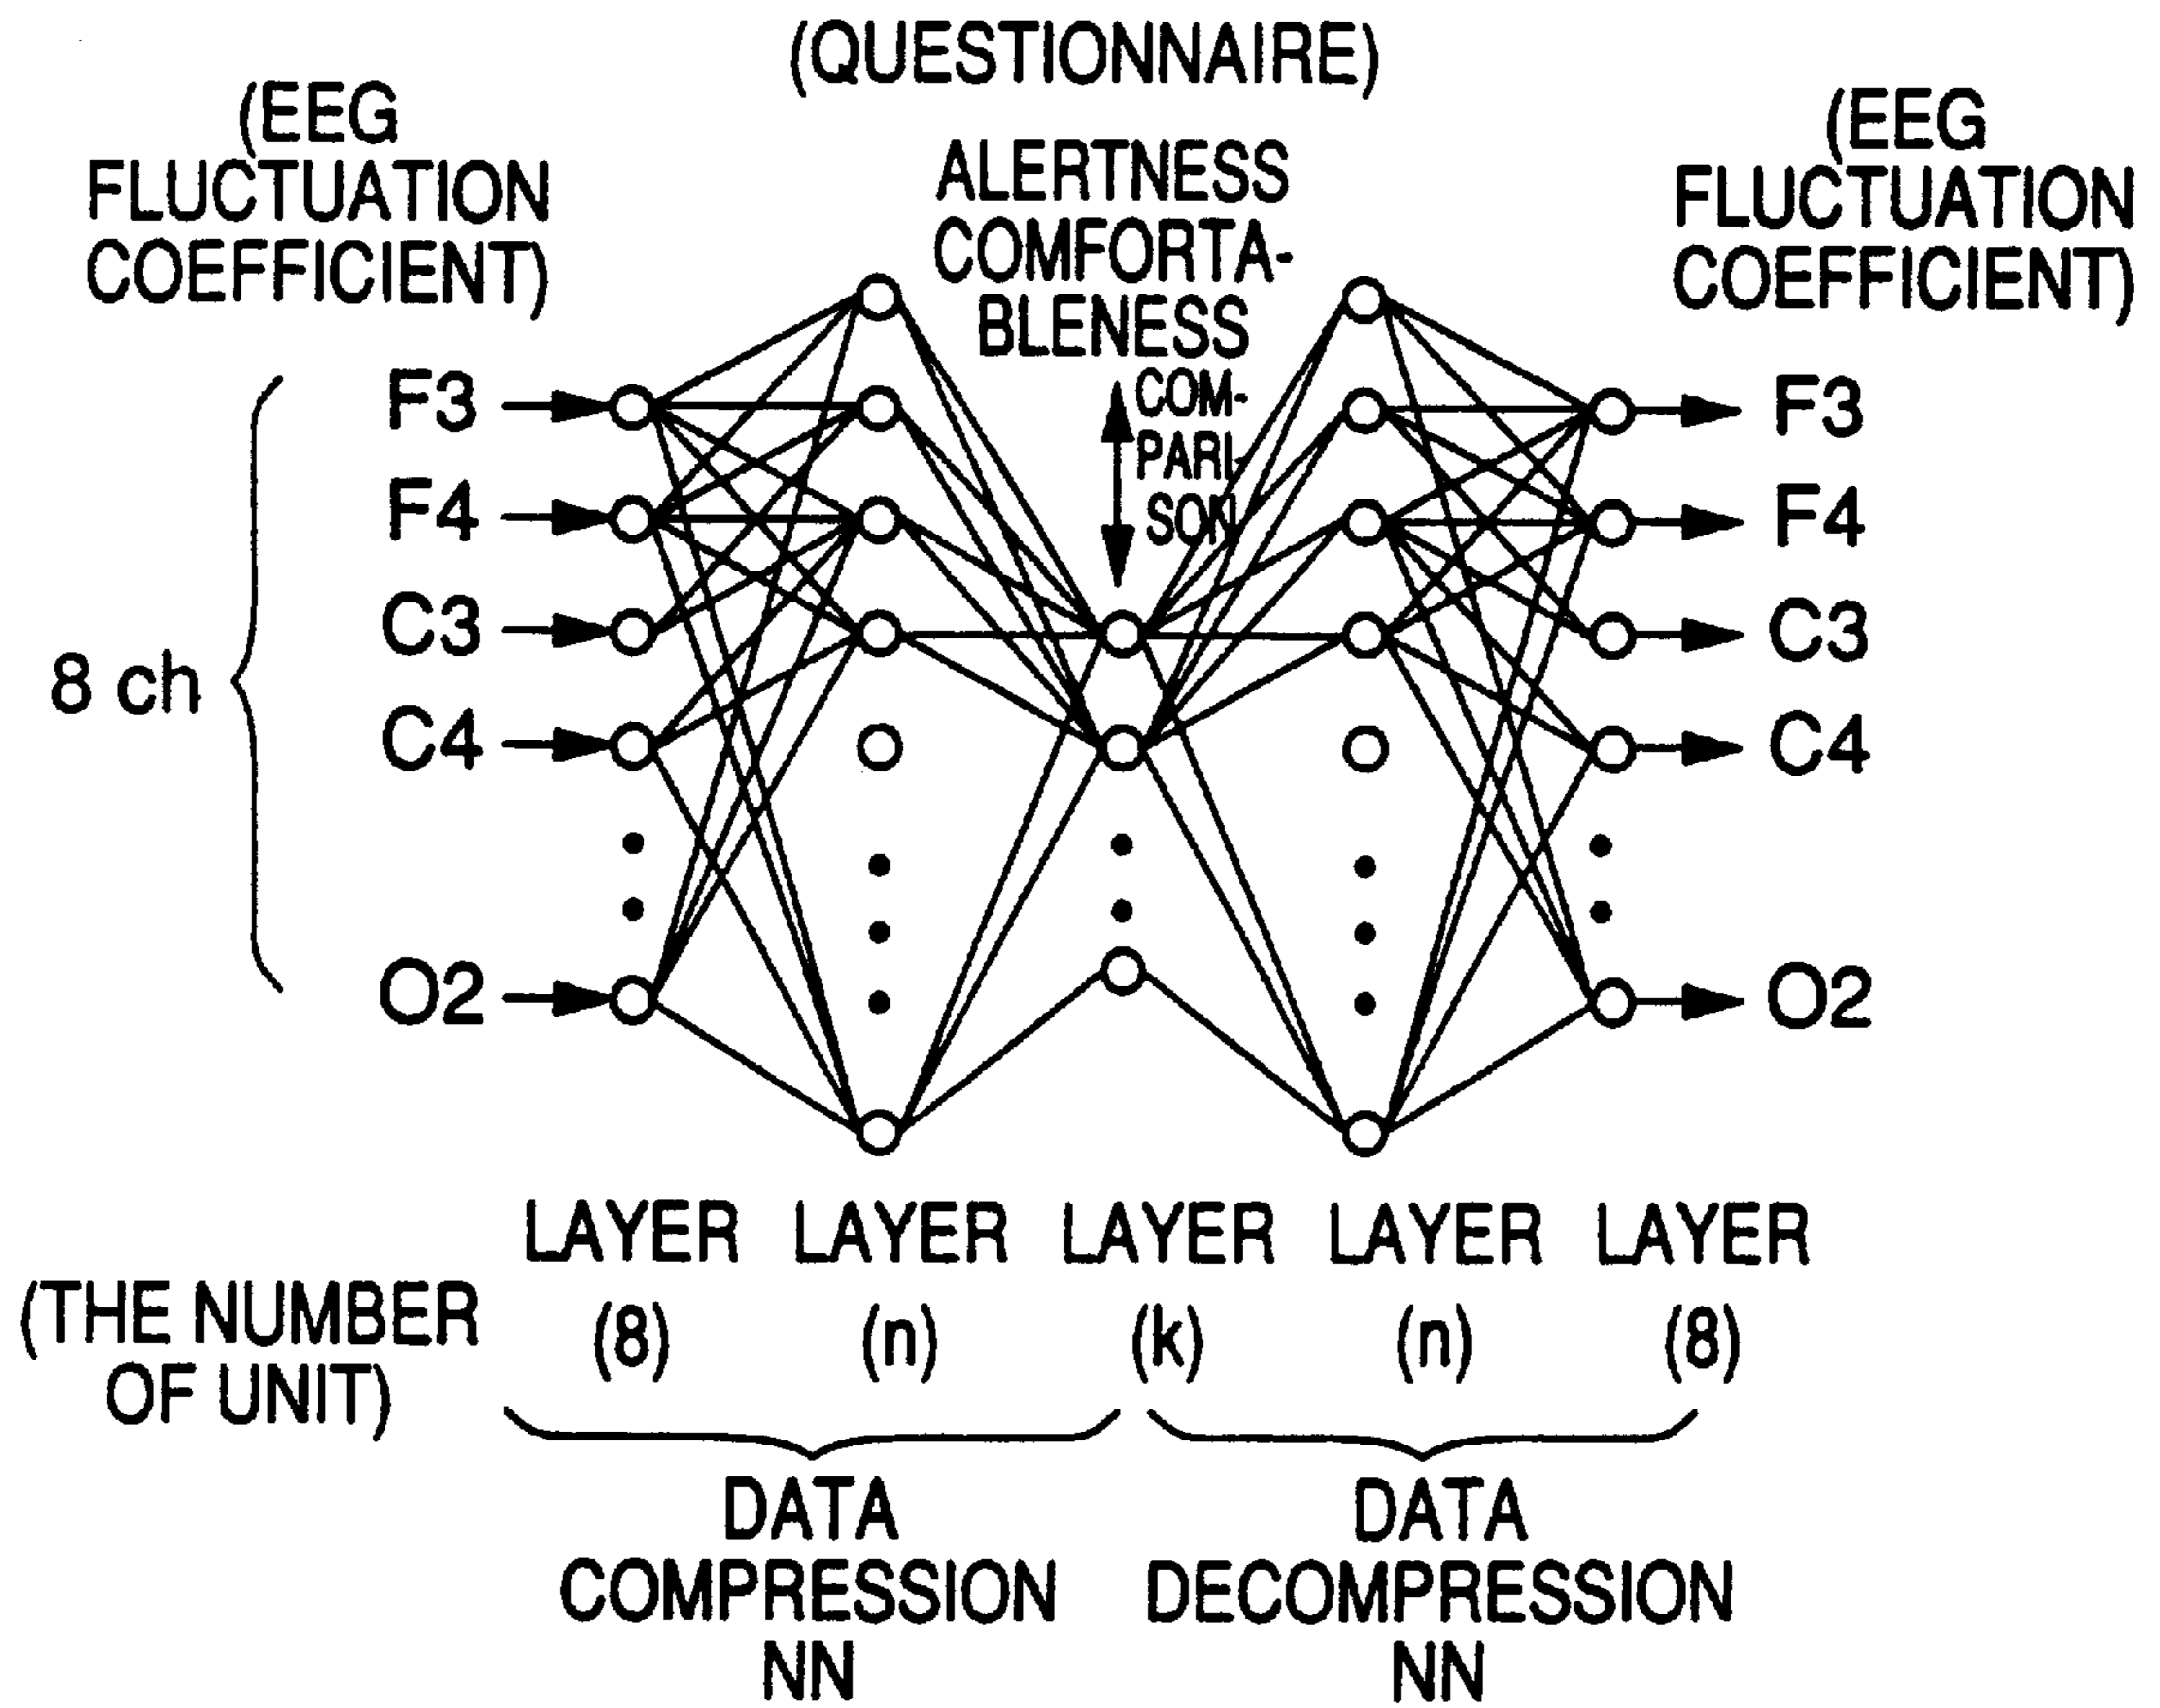 (QUESTIONNAIRE)
(EEG
FLUCTUATION
COEFFICIENT)
ALERTNESS
COMFORTA-
BLENESS
(EEG
FLUCTUATION
COEFFICIENT)
COM-
PARI-
SON
8 ch
F3
F4
C3
C4
O2
F3
F4
C3
C4
O2
LAYER LAYER LAYER LAYER LAYER
(THE NUMBER
OF UNIT)
(8) (n) (k) (n) (8)
DATA
COMPRESSION
NN
DATA
DECOMPRESSION
NN